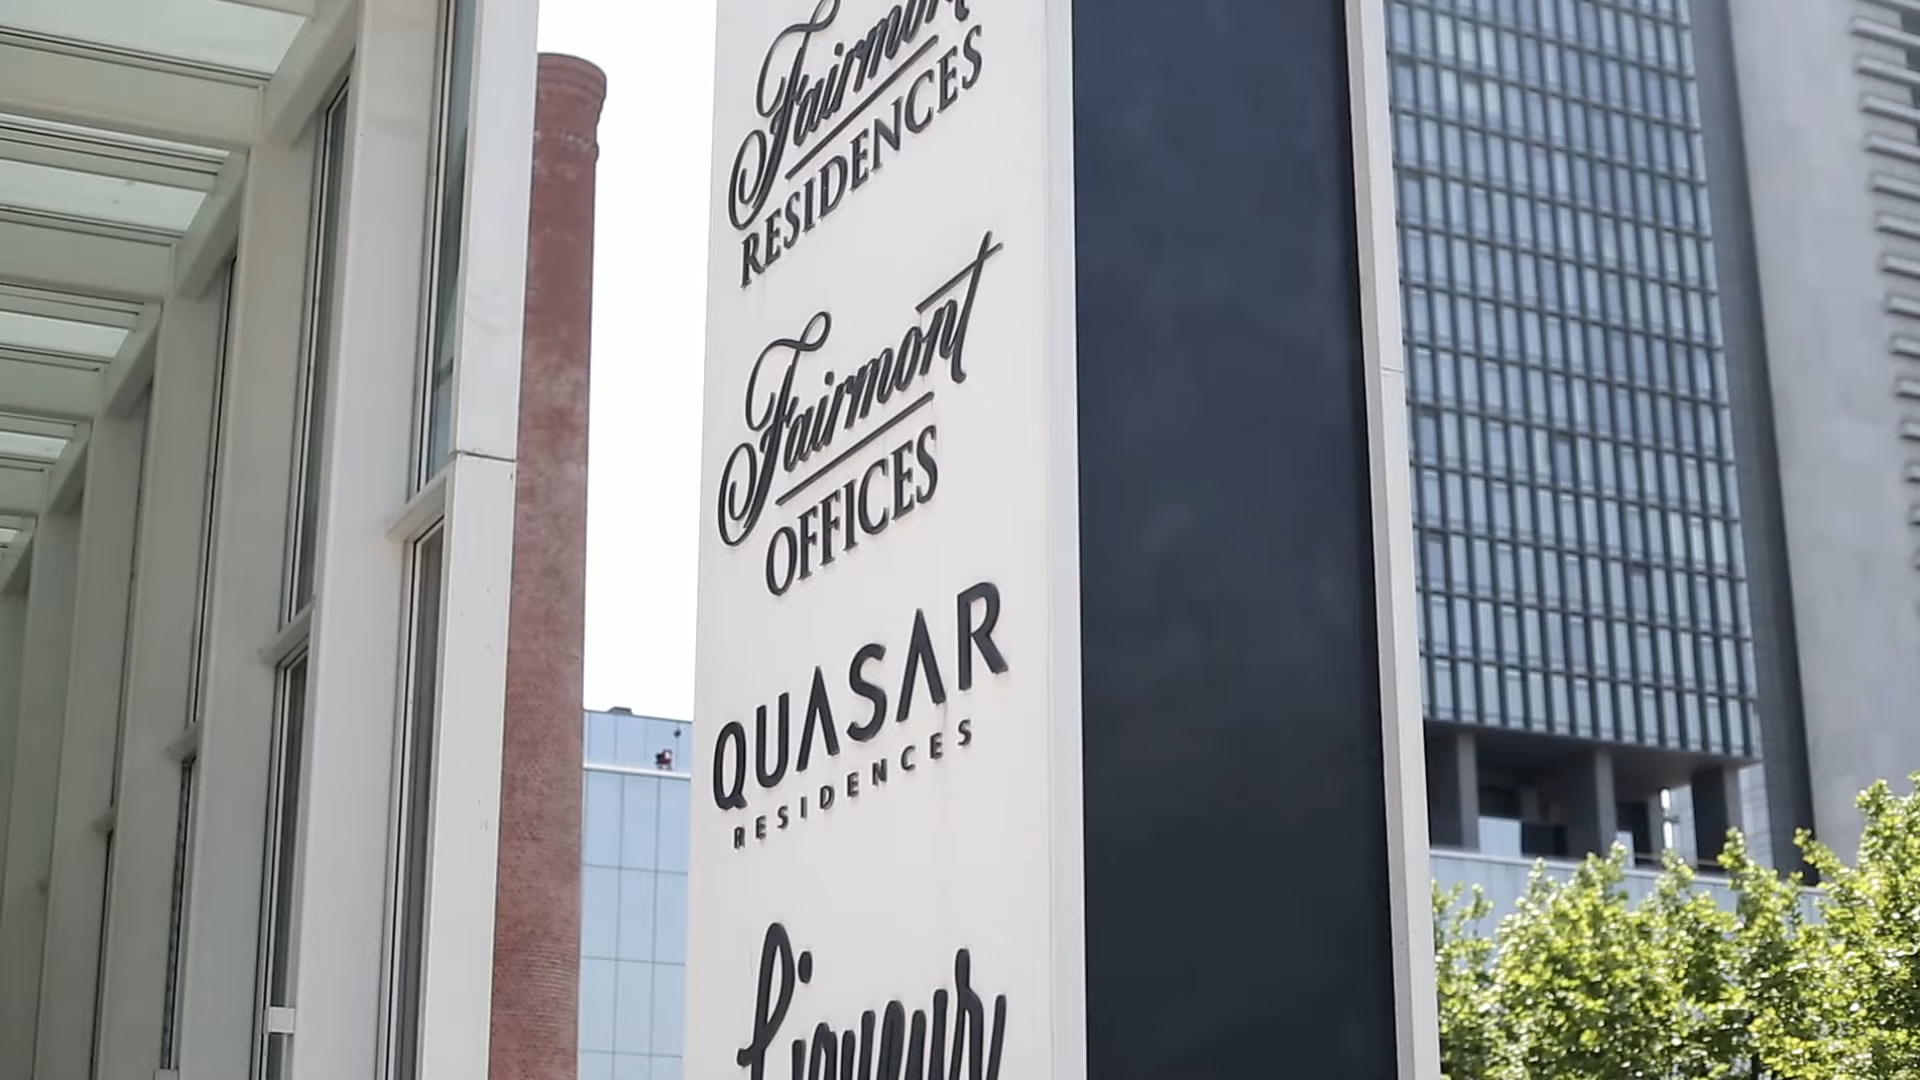 Fairmont
RESIDENCES
Fairmont
OFFICES
QUASAR
RESIDENCES